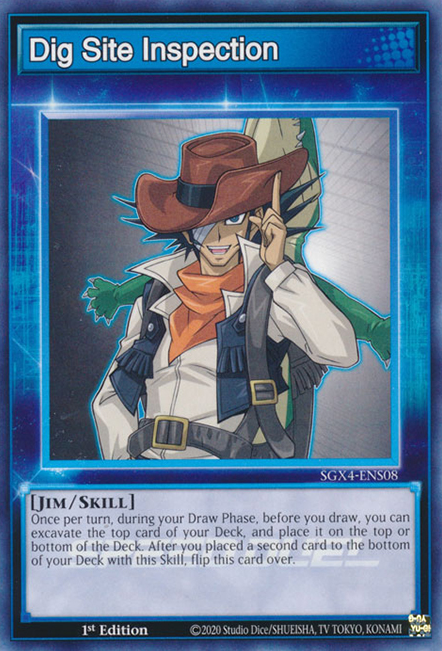 Dig Site Inspection
SGX4-ENS08
[Jim/Skill]
Once per turn, during your Draw Phase, before you draw, you can
excavate the top card of your Deck, and place it on the top or
bottom of the Deck. After you placed a second card to the bottom
of your Deck with this Skill, flip this card over.
1st Edition
©2020 Studio Dice/SHUEISHA, TV TOKYO, KONAMI